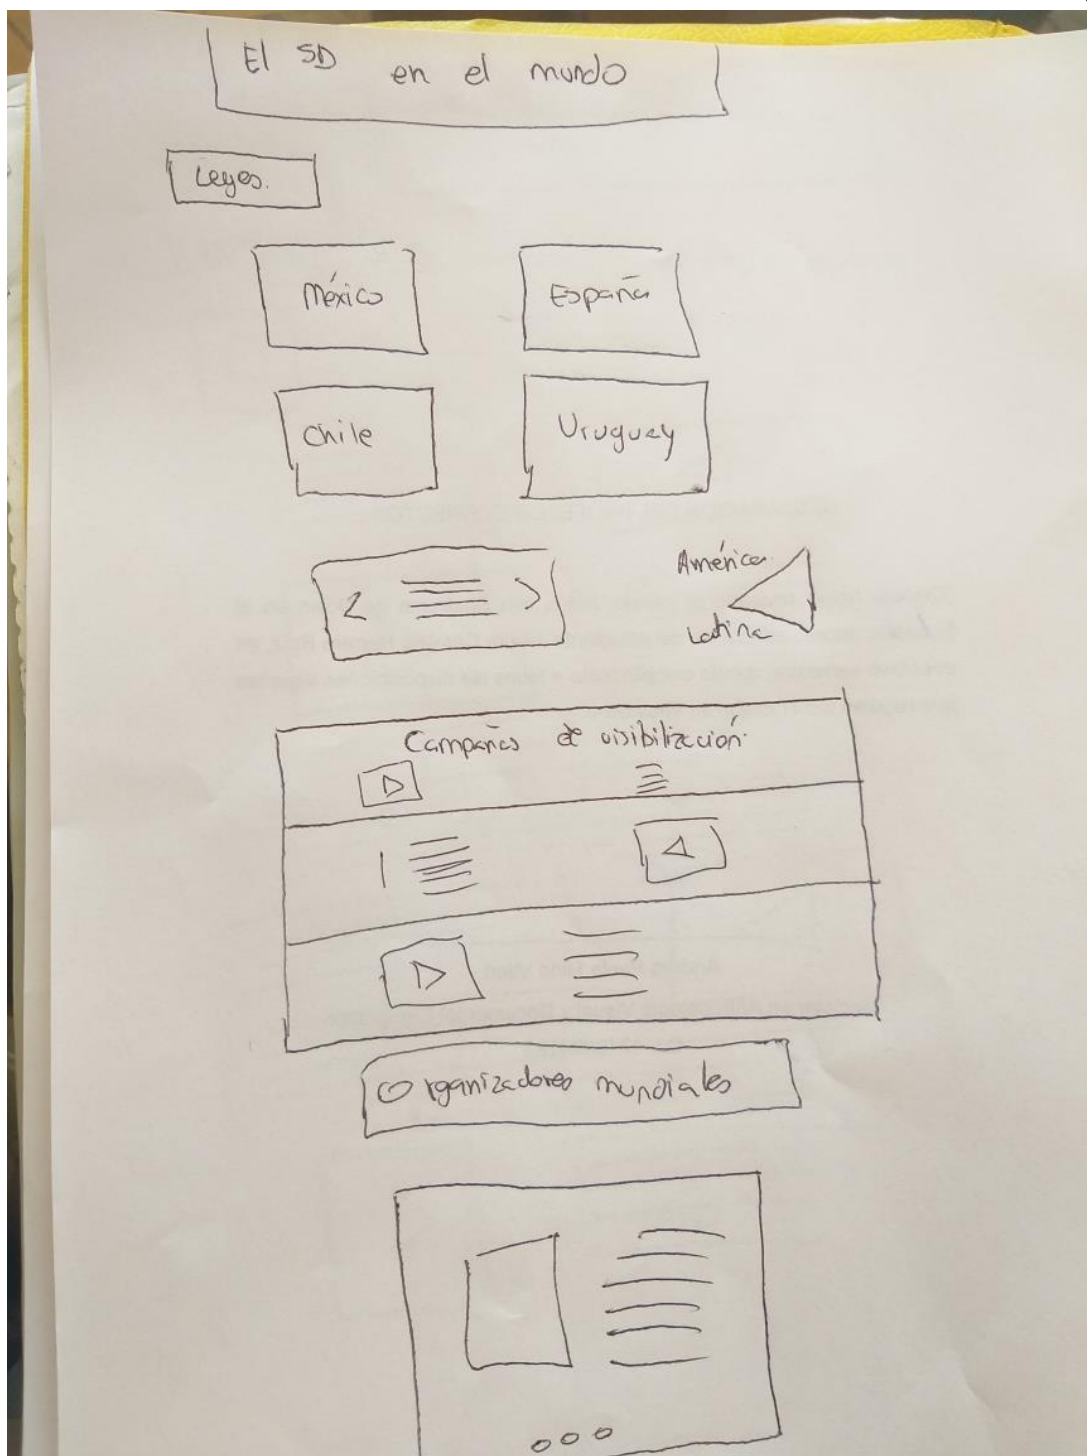 El SD en el mundo
Leyes.
México España
Chile Uruguay
América
Latina
Campañas de visibilización
Organizadores mundiales